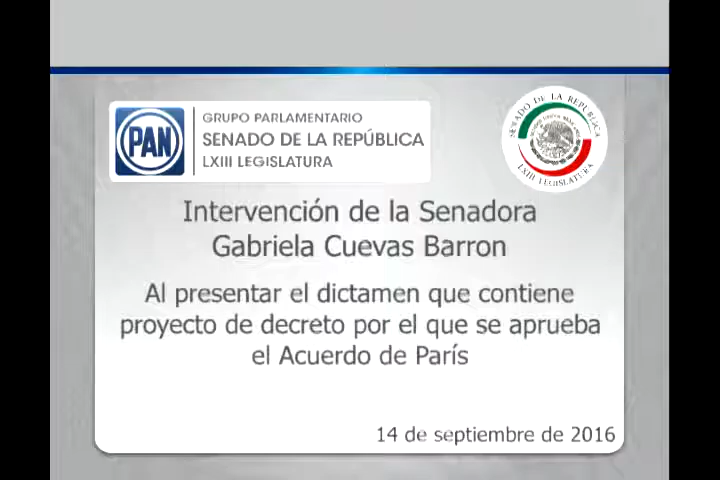 PAN
GRUPO PARLAMENTARIO
SENADO DE LA REPÚBLICA
LXIII LEGISLATURA
SENADO DE LA REPÚBLICA
LXIII LEGISLATURA
Intervención de la Senadora
Gabriela Cuevas Barron
Al presentar el dictamen que contiene
proyecto de decreto por el que se aprueba
el Acuerdo de París
14 de septiembre de 2016